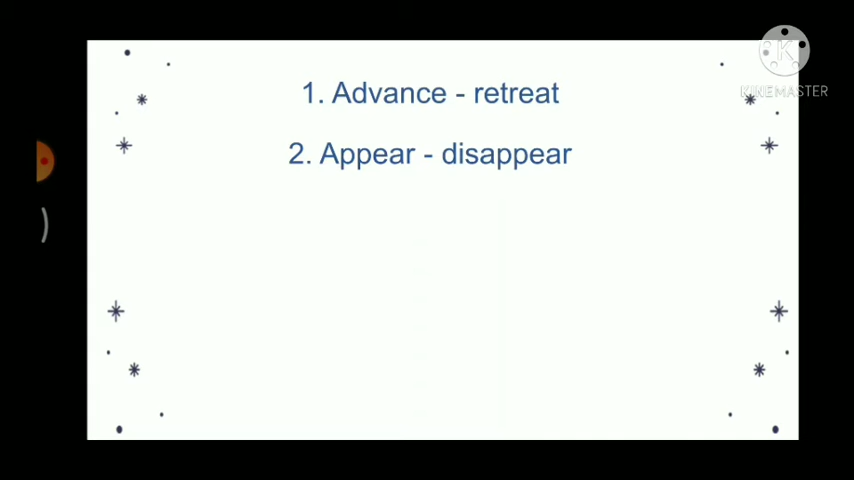 1. Advance - retreat
2. Appear - disappear
K
KINEMASTER